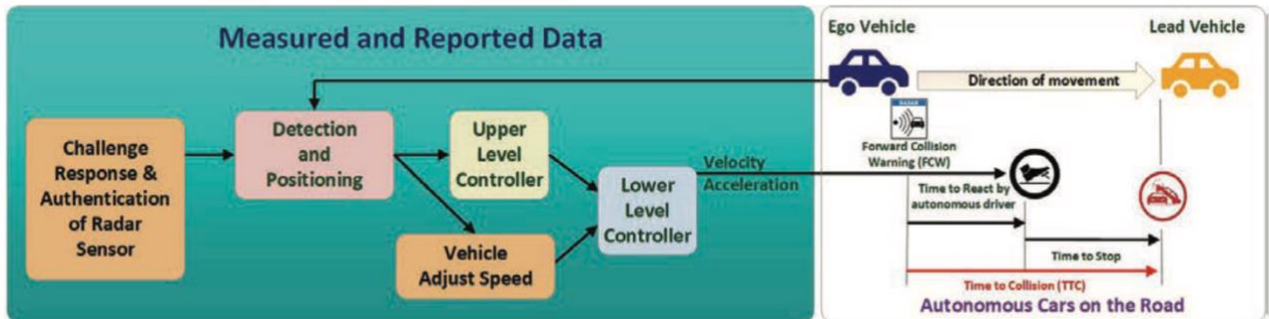 Measured and Reported Data
Challenge
Response &
Authentication
of Radar
Sensor
Detection
and
Positioning
Upper
Level
Controller
Vehicle
Adjust Speed
Lower
Level
Controller
Velocity
Acceleration
Ego Vehicle
Lead Vehicle
Direction of movement
RADAR
Forward Collision
Warning (FCW)
Time to React by
autonomous driver
Time to Stop
Time to Collision (TTC)
Autonomous Cars on the Road